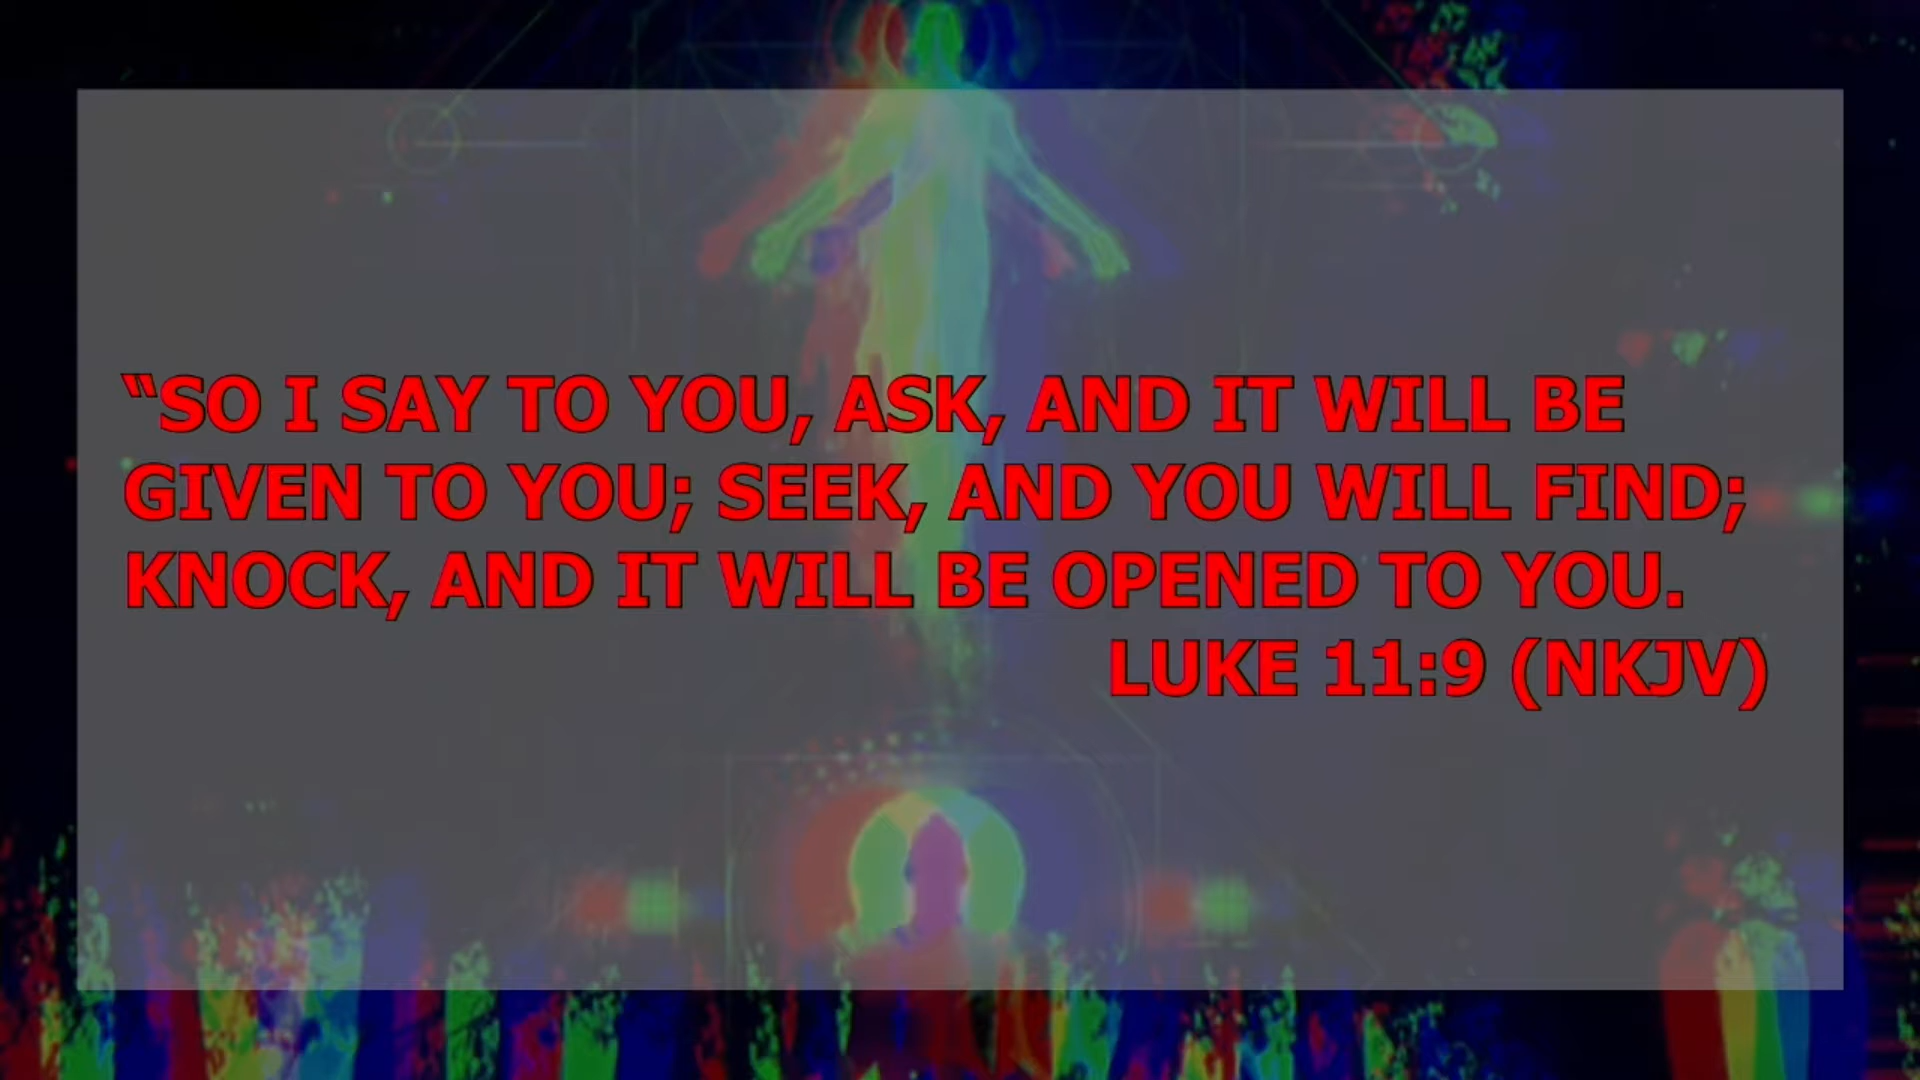 “SO I SAY TO YOU, ASK, AND IT WILL BE
GIVEN TO YOU; SEEK, AND YOU WILL FIND;
KNOCK, AND IT WILL BE OPENED TO YOU.
LUKE 11:9 (NKJV)